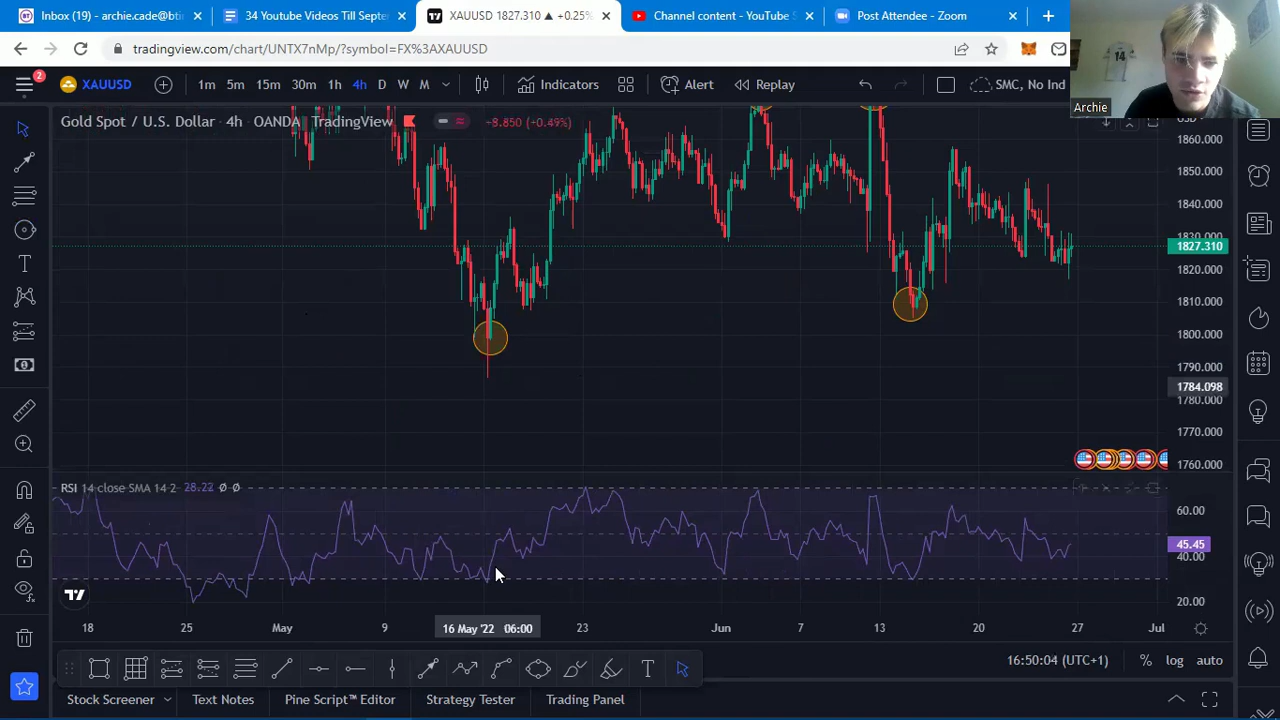 Inbox (19) - archie.cade@bti
34 Youtube Videos Till Septe
XAUUSD 1827.310 ▲ +0.25%
Channel content - YouTube S
Post Attendee - Zoom
tradingview.com/chart/UNTX7nMp/?symbol=FX%3AXAUUSD
2
XAUUSD
1m 5m 15m 30m 1h 4h D W M
Indicators
Alert
Replay
SMC, No Ind
14
Archie
Gold Spot / U.S. Dollar · 4h · OANDA · TradingView
+8.850 (+0.49%)
1860.000
1850.000
1840.000
1830.000
1827.310
1820.000
1810.000
1800.000
1790.000
1784.098
1780.000
1770.000
1760.000
RSI 14 close SMA 14 2 28.22 Ø Ø
60.00
45.45
40.00
20.00
18 25 May 9 16 May '22 06:00 23 Jun 7 13 20 27 Jul
16:50:04 (UTC+1)
% log auto
Stock Screener
Text Notes
Pine Script™ Editor
Strategy Tester
Trading Panel